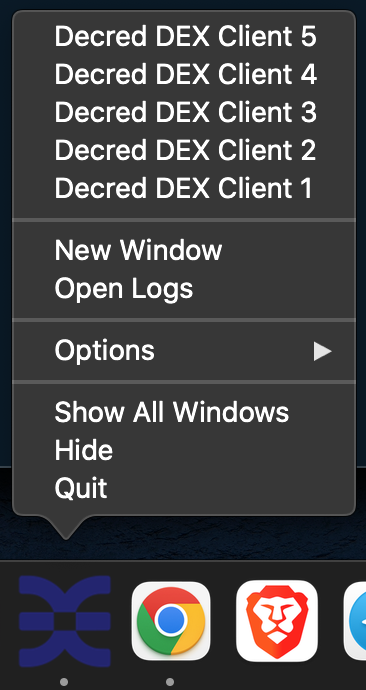 Decred DEX Client 5
Decred DEX Client 4
Decred DEX Client 3
Decred DEX Client 2
Decred DEX Client 1
New Window
Open Logs
Options
Show All Windows
Hide
Quit